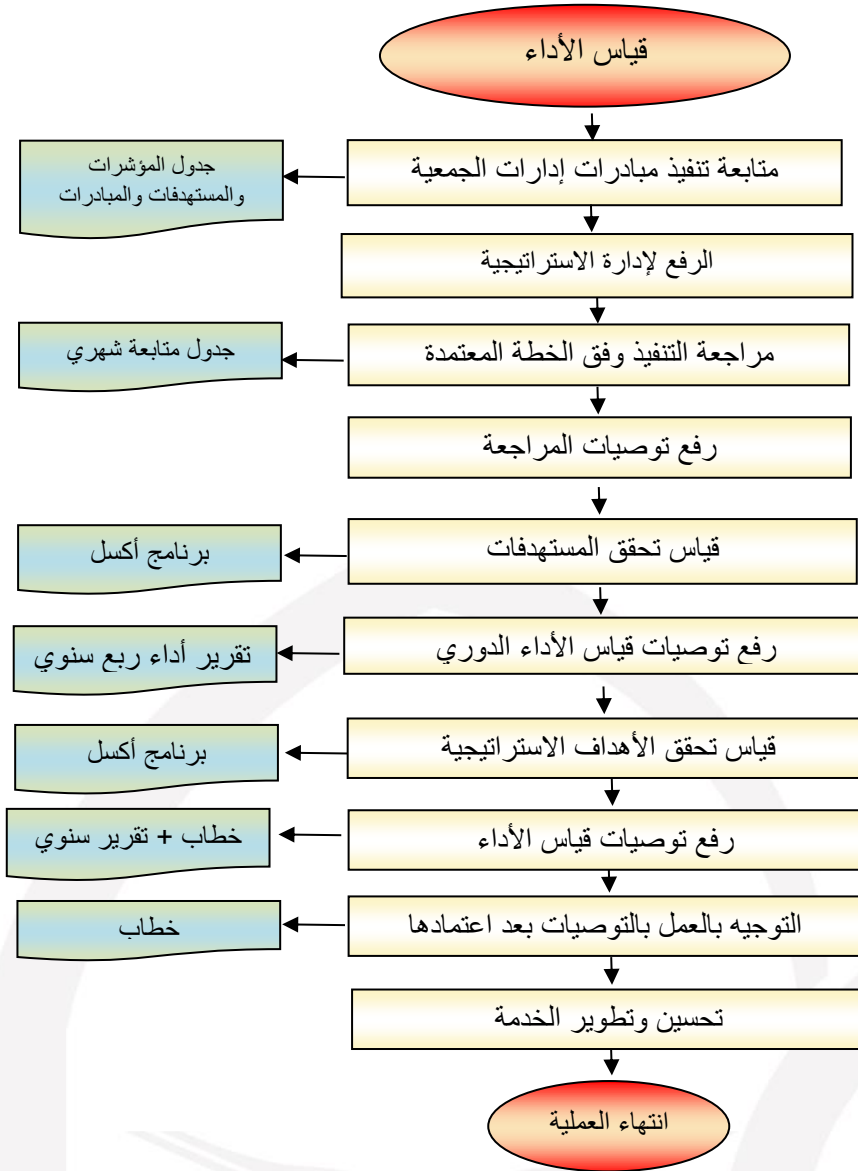 قياس الأداء
متابعة تنفيذ مبادرات إدارات الجمعية
جدول المؤشرات
والمستهدفات والمبادرات
الرفع لإدارة الاستراتيجية
مراجعة التنفيذ وفق الخطة المعتمدة
جدول متابعة شهري
رفع توصيات المراجعة
قياس تحقق المستهدفات
برنامج أكسل
رفع توصيات قياس الأداء الدوري
تقرير أداء ربع سنوي
قياس تحقق الأهداف الاستراتيجية
برنامج أكسل
رفع توصيات قياس الأداء
خطاب + تقرير سنوي
التوجيه بالعمل بالتوصيات بعد اعتمادها
خطاب
تحسين وتطوير الخدمة
انتهاء العملية